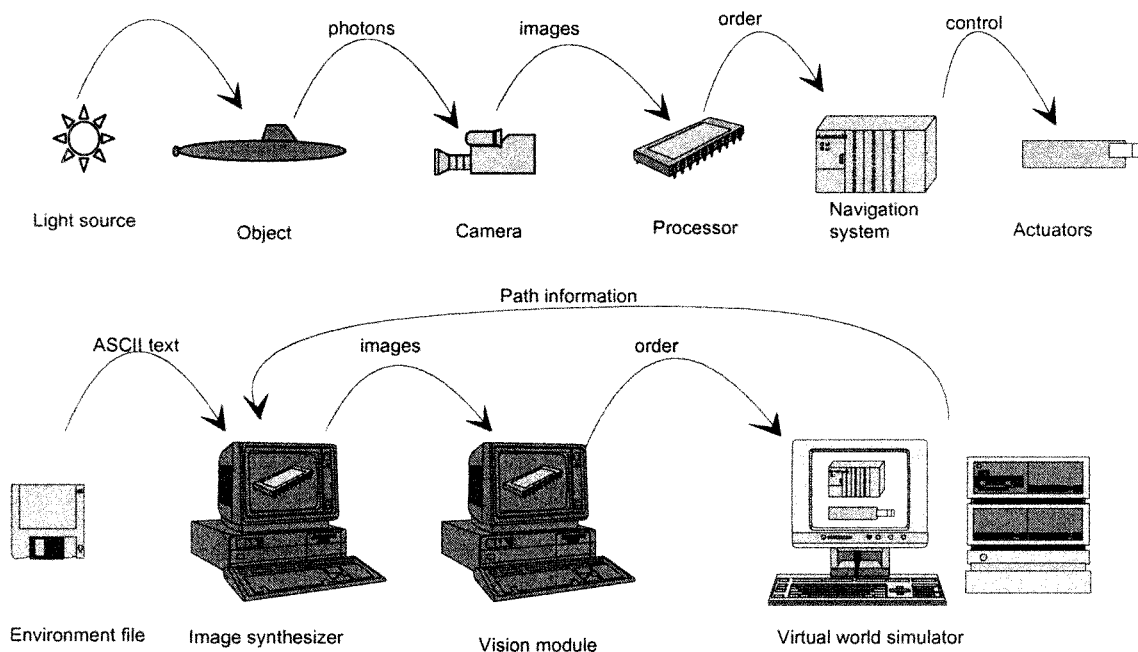 photons
images
order
control
Light source
Object
Camera
Processor
Navigation
system
Actuators
Path information
ASCII text
images
order
Environment file
Image synthesizer
Vision module
Virtual world simulator